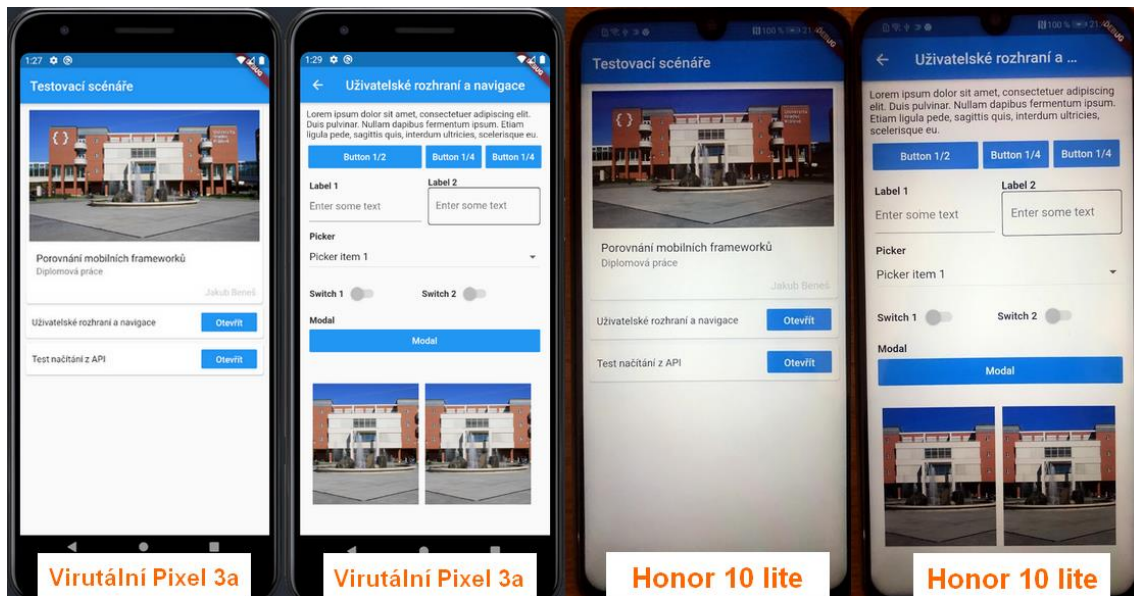 1:27
DEBUG
Testovací scénáře
Porovnání mobilních frameworků
Diplomová práce
Jakub Beneš
Uživatelské rozhraní a navigace
Otevřít
Test načítání z API
Otevřít
Virutální Pixel 3a
1:29
DEBUG
Uživatelské rozhraní a navigace
Lorem ipsum dolor sit amet, consectetuer adipiscing elit.
Duis pulvinar. Nullam dapibus fermentum ipsum. Etiam
ligula pede, sagittis quis, interdum ultricies, scelerisque eu.
Button 1/2 Button 1/4 Button 1/4
Label 1 Label 2
Enter some text Enter some text
Picker
Picker item 1
Switch 1 Switch 2
Modal
Modal
Virutální Pixel 3a
100 % 21:
DEBUG
Testovací scénáře
Porovnání mobilních frameworků
Diplomová práce
Jakub Beneš
Uživatelské rozhraní a navigace
Otevřít
Test načítání z API
Otevřít
Honor 10 lite
100 % 21:
DEBUG
Uživatelské rozhraní a ...
Lorem ipsum dolor sit amet, consectetuer adipiscing
elit. Duis pulvinar. Nullam dapibus fermentum ipsum.
Etiam ligula pede, sagittis quis, interdum ultricies,
scelerisque eu.
Button 1/2 Button 1/4 Button 1/4
Label 1 Label 2
Enter some text Enter some text
Picker
Picker item 1
Switch 1 Switch 2
Modal
Modal
Honor 10 lite